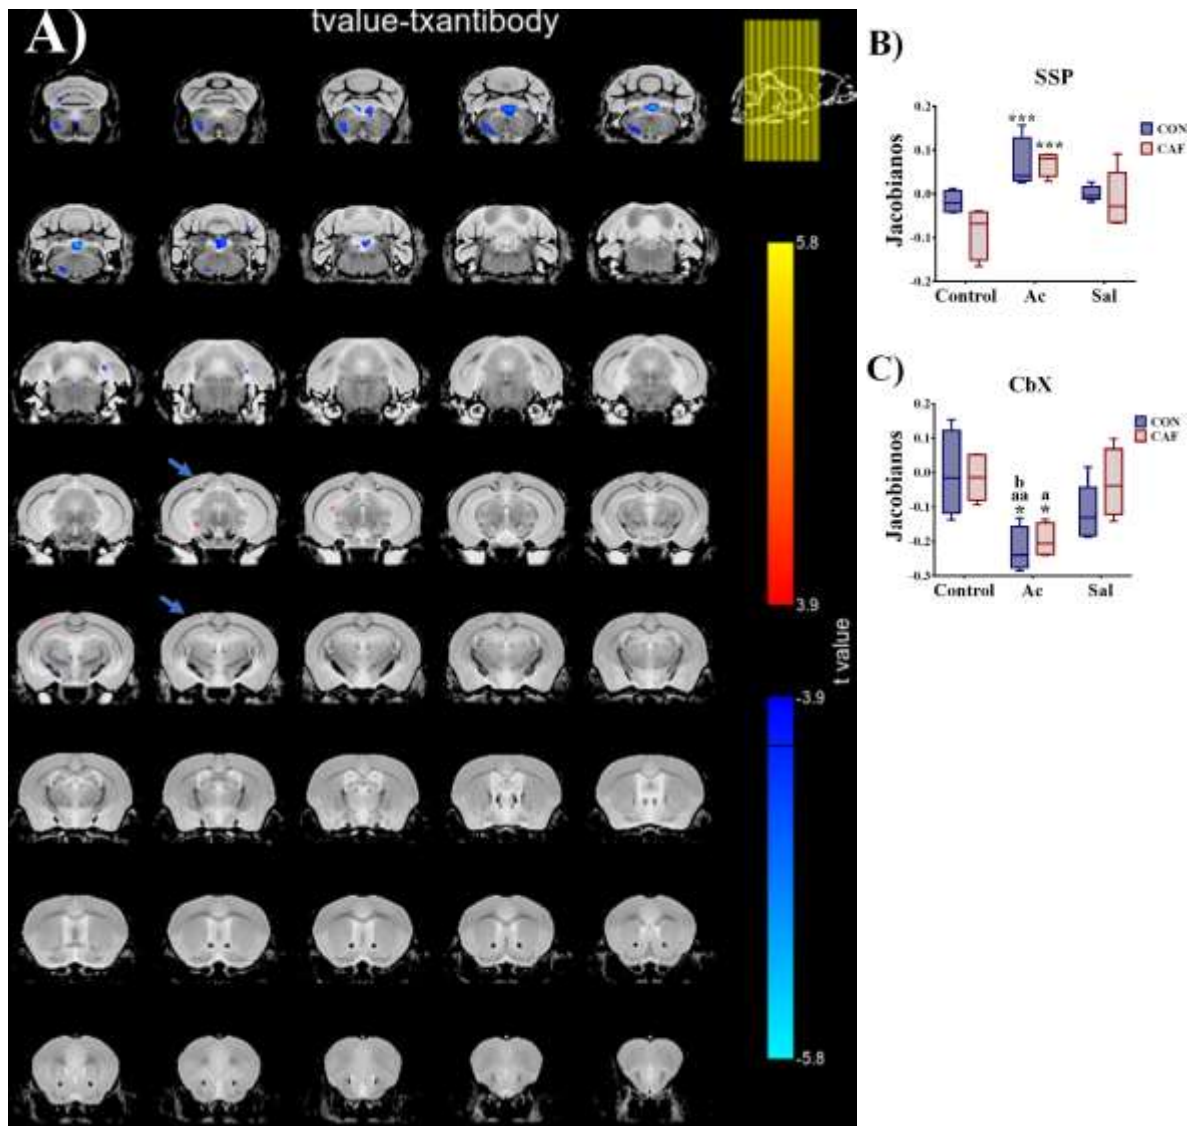 A)
tvalue-txantibody
5.8
3.9
t value
-3.9
-5.8
B)
SSP
Jacobianos
0.2
0.1
0.0
-0.1
-0.2
*** ***
CON
CAF
Control Ac Sal
C)
CbX
Jacobianos
0.2
0.1
0.0
-0.1
-0.2
-0.3
b
aa a
* *
CON
CAF
Control Ac Sal